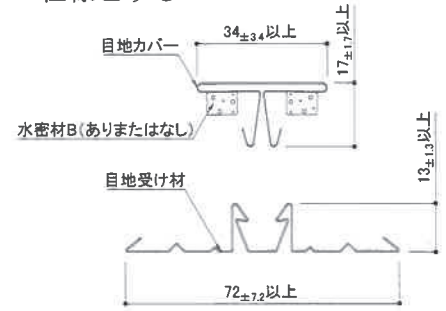 34±3.4以上
目地カバー
17±1.7以上
水密材B(ありまたはなし)
13±1.3以上
目地受け材
72±7.2以上